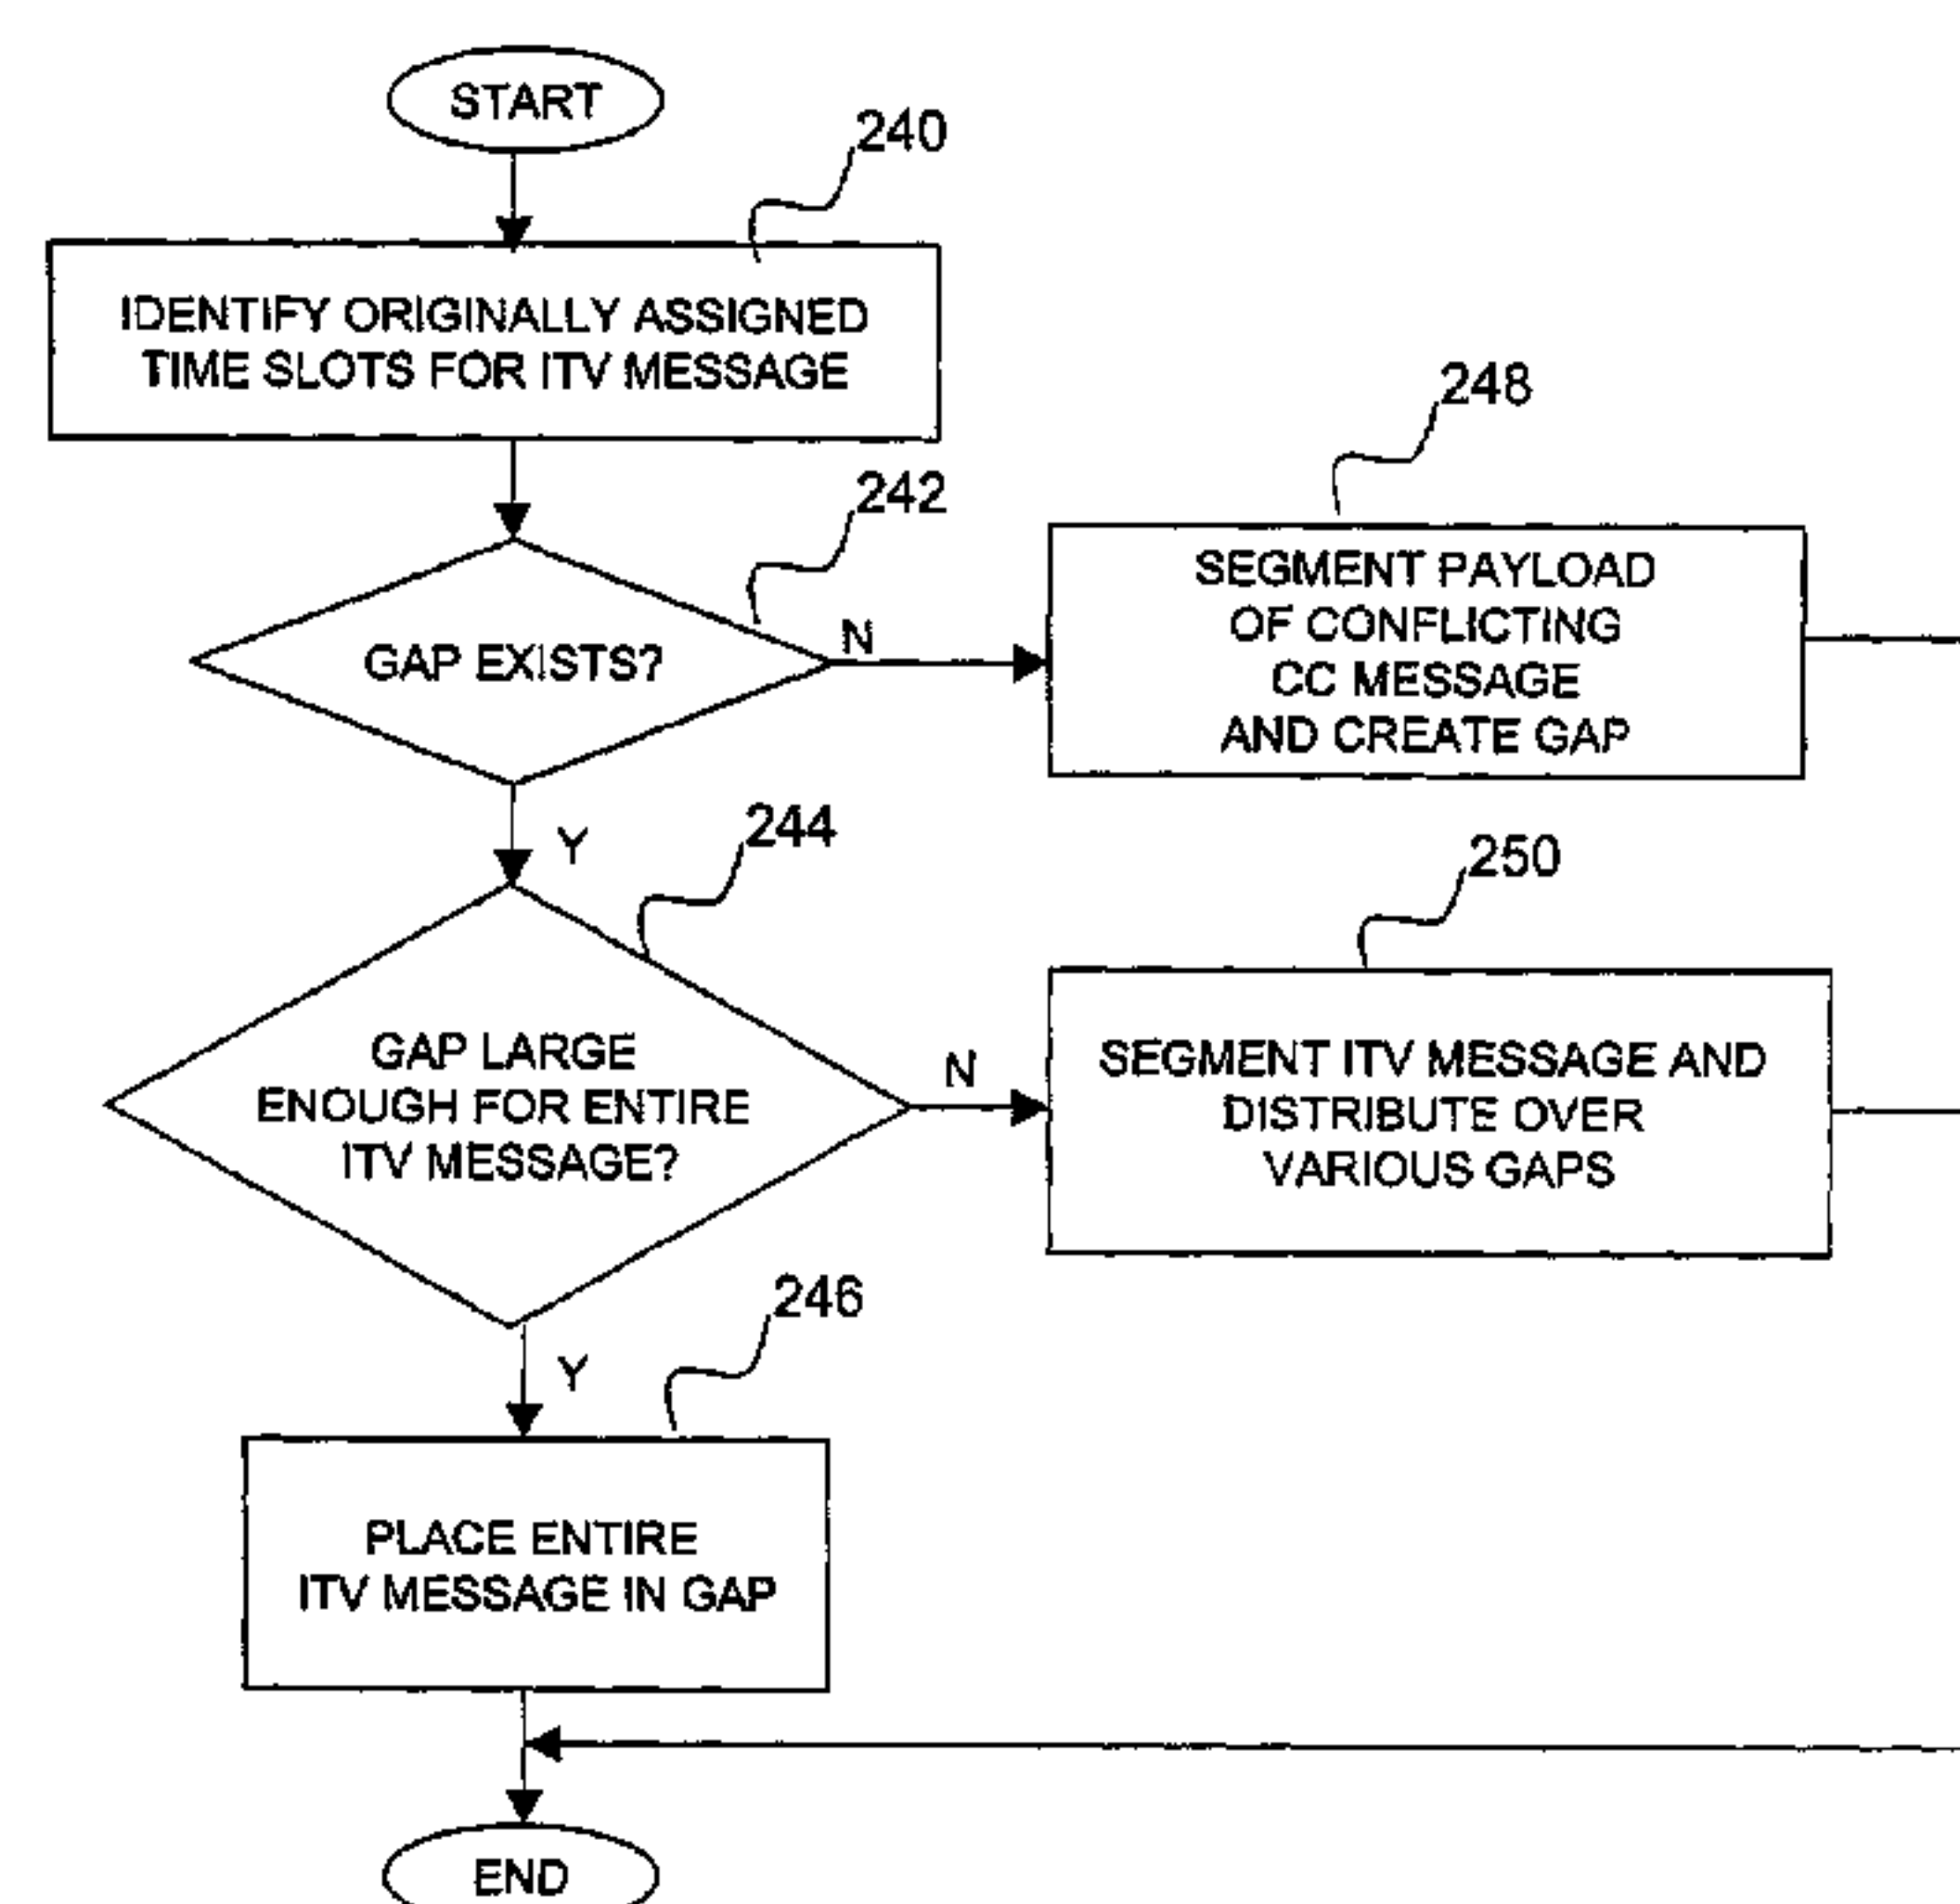 START
240
IDENTIFY ORIGINALLY ASSIGNED
TIME SLOTS FOR ITV MESSAGE
242
GAP EXISTS?
N
248
SEGMENT PAYLOAD
OF CONFLICTING
CC MESSAGE
AND CREATE GAP
Y
244
GAP LARGE
ENOUGH FOR ENTIRE
ITV MESSAGE?
N
250
SEGMENT ITV MESSAGE AND
DISTRIBUTE OVER
VARIOUS GAPS
Y
246
PLACE ENTIRE
ITV MESSAGE IN GAP
END